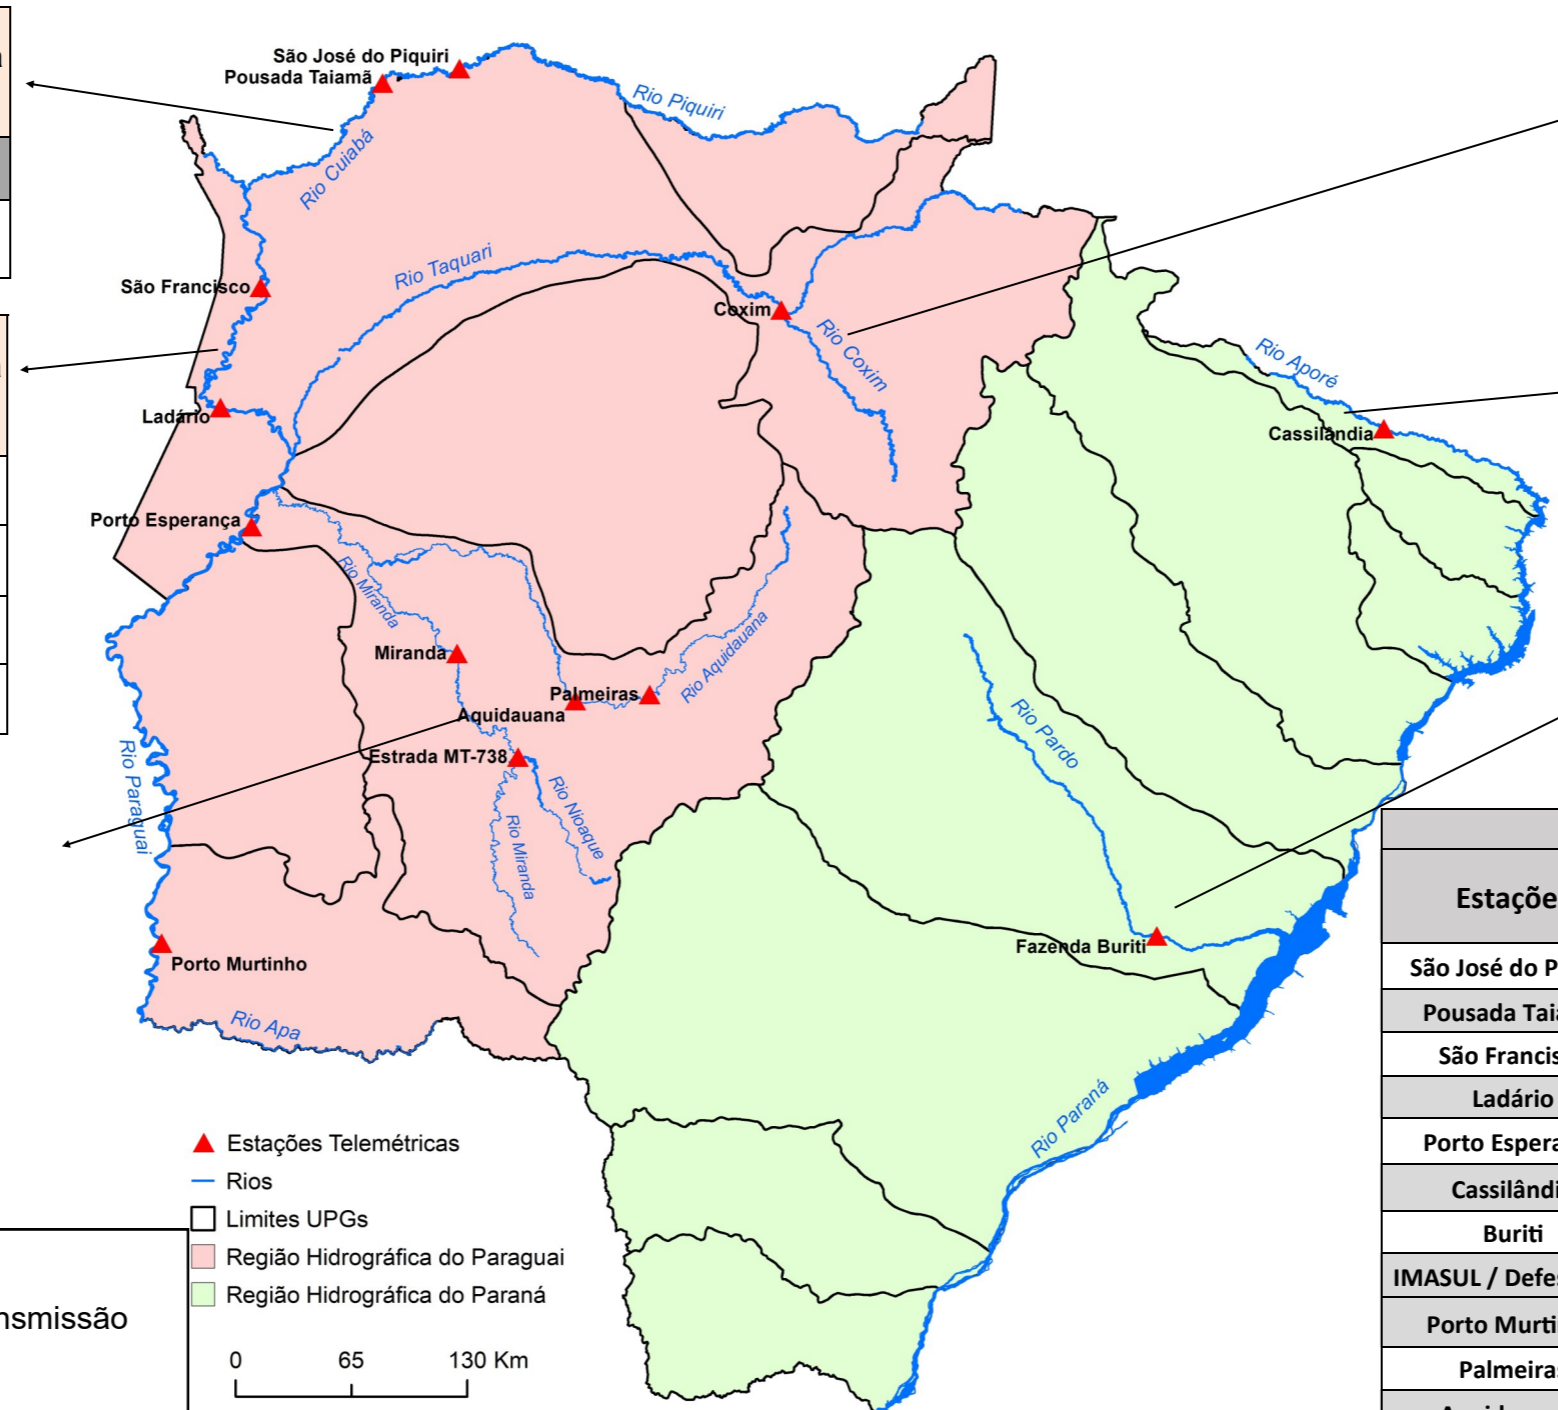 São José do Piquiri
Pousada Taiamã
Rio Piquiri
Rio Cuiabá
Rio Taquari
São Francisco
Coxim
Rio Coxim
Rio Aporé
Ladário
Cassilândia
Porto Esperança
Rio Miranda
Rio Aquidauana
Miranda
Palmeiras
Aquidauana
Estrada MT-738
Rio Pardo
Rio Paraguai
Rio Nioaque
Rio Miranda
Fazenda Buriti
Porto Murtinho
Rio Apa
Rio Paraná
Estações Telemétricas
Rios
Limites UPGs
Região Hidrográfica do Paraguai
Região Hidrográfica do Paraná
0 65 130 Km
nsmissão
Estaçõe
São José do P
Pousada Tai
São Francis
Ladário
Porto Espera
Cassilândi
Buriti
IMASUL / Defe
Porto Murti
Palmeiras